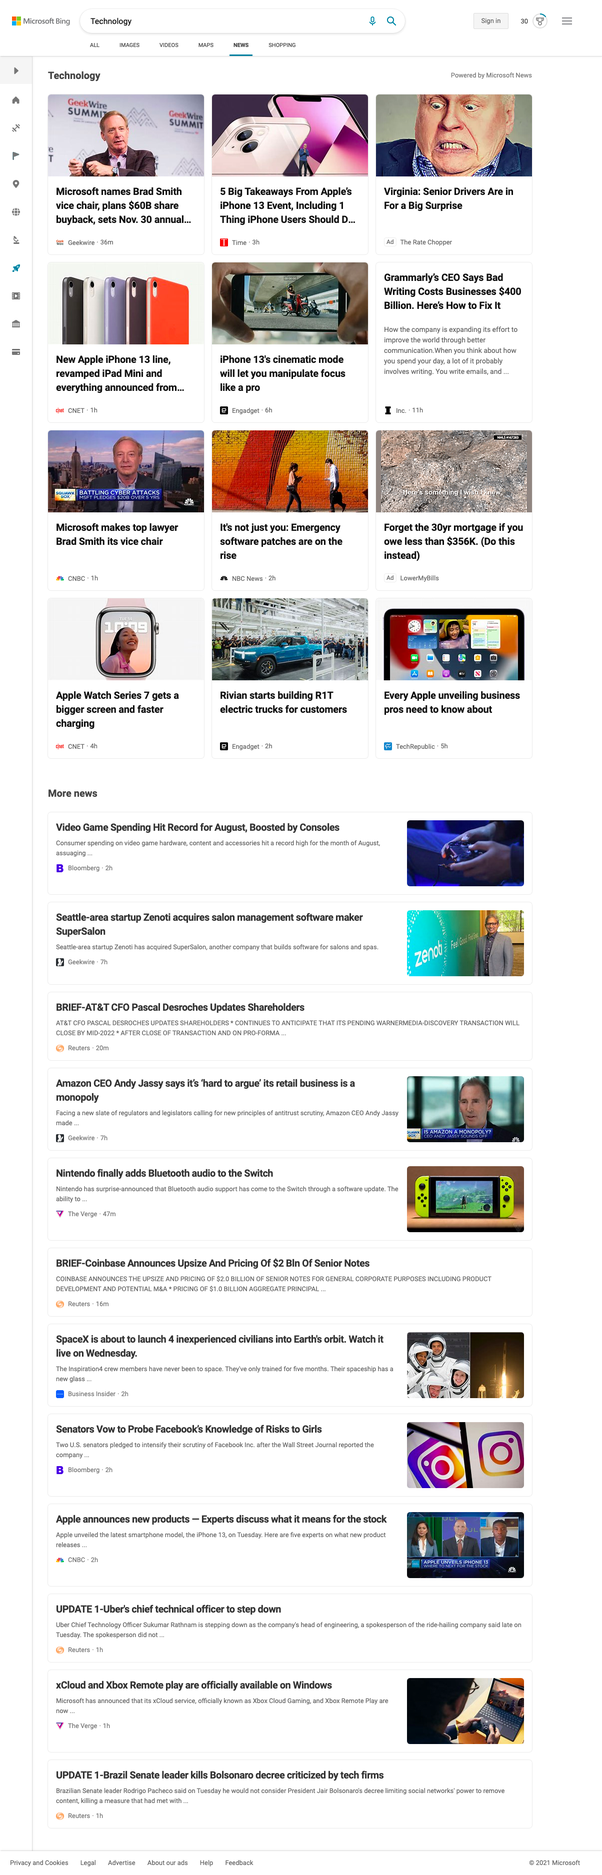 Microsoft Bing
Technology
Sign in
30
ALL
IMAGES
VIDEOS
MAPS
NEWS
SHOPPING
Technology
Powered by Microsoft News
GeekWire
SUMMIT
Microsoft names Brad Smith
vice chair, plans $60B share
buyback, sets Nov. 30 annual...
Geekwire · 36m
5 Big Takeaways From Apple's
iPhone 13 Event, Including 1
Thing iPhone Users Should D...
Time · 3h
Virginia: Senior Drivers Are in
For a Big Surprise
Ad The Rate Chopper
New Apple iPhone 13 line,
revamped iPad Mini and
everything announced from...
CNET · 1h
iPhone 13's cinematic mode
will let you manipulate focus
like a pro
Engadget · 6h
Grammarly's CEO Says Bad
Writing Costs Businesses $400
Billion. Here's How to Fix It
How the company is expanding its effort to
improve the world through better
communication.When you think about how
you spend your day, a lot of it probably
involves writing. You write emails, and ...
Inc. · 11h
BATTLING CYBER ATTACKS
MSFT PLEDGES $20B OVER 5 YRS
Microsoft makes top lawyer
Brad Smith its vice chair
CNBC · 1h
It's not just you: Emergency
software patches are on the
rise
NBC News · 2h
Here's something I wish I knew
Forget the 30yr mortgage if you
owe less than $356K. (Do this
instead)
Ad LowerMyBills
10:09
Apple Watch Series 7 gets a
bigger screen and faster
charging
CNET · 4h
Rivian starts building R1T
electric trucks for customers
Engadget · 2h
Every Apple unveiling business
pros need to know about
TechRepublic · 5h
More news
Video Game Spending Hit Record for August, Boosted by Consoles
Consumer spending on video game hardware, content and accessories hit a record high for the month of August,
assuaging ...
Bloomberg · 2h
Seattle-area startup Zenoti acquires salon management software maker
SuperSalon
Seattle-area startup Zenoti has acquired SuperSalon, another company that builds software for salons and spas.
Geekwire · 7h
zenoti
BRIEF-AT&T CFO Pascal Desroches Updates Shareholders
AT&T CFO PASCAL DESROCHES UPDATES SHAREHOLDERS * CONTINUES TO ANTICIPATE THAT ITS PENDING WARNERMEDIA-DISCOVERY TRANSACTION WILL
CLOSE BY MID-2022 * AFTER CLOSE OF TRANSACTION AND ON PRO-FORMA ...
Reuters · 20m
Amazon CEO Andy Jassy says it's 'hard to argue' its retail business is a
monopoly
Facing a new slate of regulators and legislators calling for new principles of antitrust scrutiny, Amazon CEO Andy Jassy
made ...
Geekwire · 7h
IS AMAZON A MONOPOLY?
CEO ANDY JASSY SOUNDS OFF
Nintendo finally adds Bluetooth audio to the Switch
Nintendo has surprise-announced that Bluetooth audio support has come to the Switch through a software update. The
ability to ...
The Verge · 47m
BRIEF-Coinbase Announces Upsize And Pricing Of $2 Bln Of Senior Notes
COINBASE ANNOUNCES THE UPSIZE AND PRICING OF $2.0 BILLION OF SENIOR NOTES FOR GENERAL CORPORATE PURPOSES INCLUDING PRODUCT
DEVELOPMENT AND POTENTIAL M&A * PRICING OF $1.0 BILLION AGGREGATE PRINCIPAL ...
Reuters · 16m
SpaceX is about to launch 4 inexperienced civilians into Earth's orbit. Watch it
live on Wednesday.
The Inspiration4 crew members have never been to space. They've only trained for five months. Their spaceship has a
new glass ...
Business Insider · 2h
Senators Vow to Probe Facebook's Knowledge of Risks to Girls
Two U.S. senators pledged to intensify their scrutiny of Facebook Inc. after the Wall Street Journal reported the
company ...
Bloomberg · 2h
Apple announces new products — Experts discuss what it means for the stock
Apple unveiled the latest smartphone model, the iPhone 13, on Tuesday. Here are five experts on what new product
releases ...
CNBC · 2h
APPLE UNVEILS IPHONE 13
WHERE TO NEXT FOR THE STOCK
UPDATE 1-Uber's chief technical officer to step down
Uber Chief Technology Officer Sukumar Rathnam is stepping down as the company's head of engineering, a spokesperson of the ride-hailing company said late on
Tuesday. The spokesperson did not ...
Reuters · 1h
xCloud and Xbox Remote play are officially available on Windows
Microsoft has announced that its xCloud service, officially known as Xbox Cloud Gaming, and Xbox Remote Play are
now ...
The Verge · 1h
UPDATE 1-Brazil Senate leader kills Bolsonaro decree criticized by tech firms
Brazilian Senate leader Rodrigo Pacheco said on Tuesday he would not consider President Jair Bolsonaro's decree limiting social networks' power to remove
content, killing a measure that had met with ...
Reuters · 1h
Privacy and Cookies
Legal
Advertise
About our ads
Help
Feedback
© 2021 Microsoft